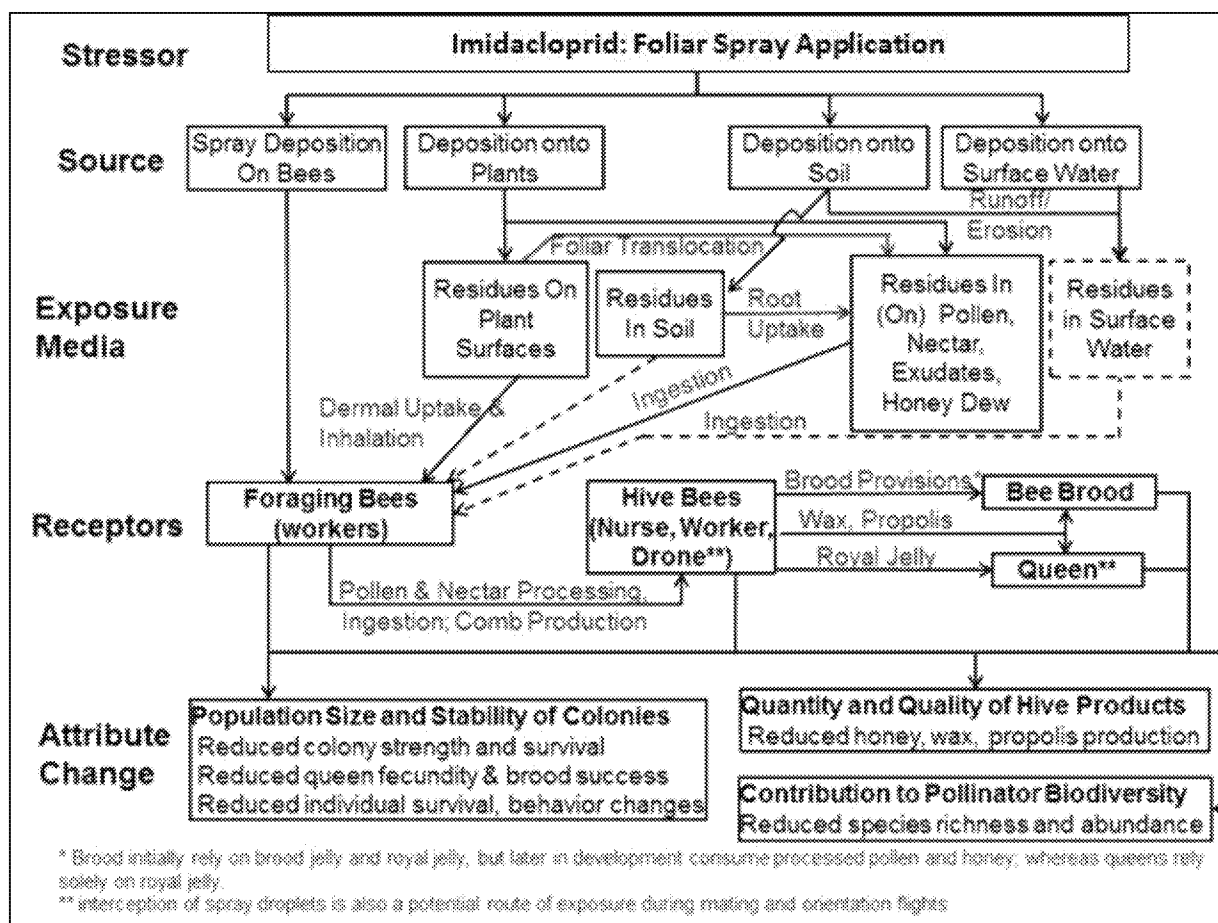 Stressor
Imidacloprid: Foliar Spray Application
Source
Spray Deposition
On Bees
Deposition onto
Plants
Deposition onto
Soil
Deposition onto
Surface Water
Runoff/
Erosion
Foliar Translocation
Exposure
Media
Residues On
Plant
Surfaces
Residues
In Soil
Root
Uptake
Residues In
(On) Pollen,
Nectar,
Exudates,
Honey Dew
Residues
in Surface
Water
Dermal Uptake &
Inhalation
Ingestion
Ingestion
Receptors
Foraging Bees
(workers)
Hive Bees
(Nurse, Worker,
Drone**)
Brood Provisions*
Bee Brood
Wax, Propolis
Royal Jelly
Queen**
Pollen & Nectar Processing,
Ingestion; Comb Production
Attribute
Change
Population Size and Stability of Colonies
Reduced colony strength and survival
Reduced queen fecundity & brood success
Reduced individual survival, behavior changes
Quantity and Quality of Hive Products
Reduced honey, wax, propolis production
Contribution to Pollinator Biodiversity
Reduced species richness and abundance
* Brood initially rely on brood jelly and royal jelly, but later in development consume processed pollen and honey; whereas queens rely
solely on royal jelly.
** interception of spray droplets is also a potential route of exposure during mating and orientation flights